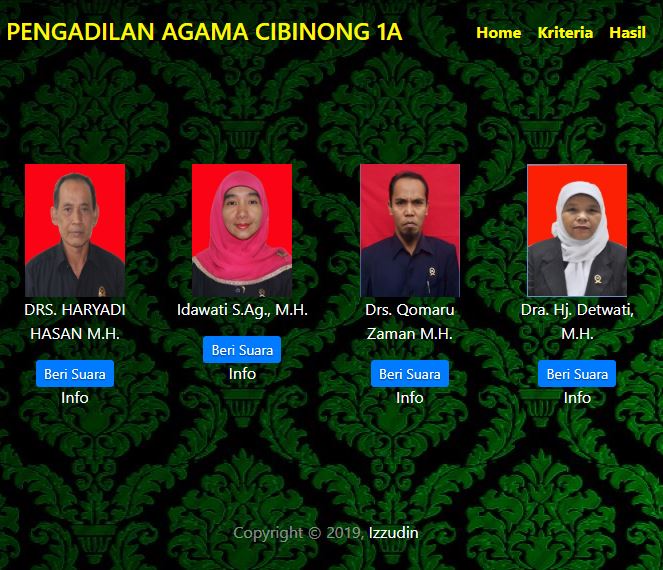 PENGADILAN AGAMA CIBINONG 1A
Home Kriteria Hasil
DRS. HARYADI
HASAN M.H.
Beri Suara
Info
Idawati S.Ag., M.H.
Beri Suara
Info
Drs. Qomaru
Zaman M.H.
Beri Suara
Info
Dra. Hj. Detwati,
M.H.
Beri Suara
Info
Copyright © 2019, Izzudin